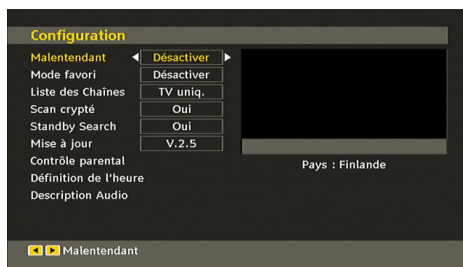 Configuration
Malentendant Désactiver
Mode favori Désactiver
Liste des Chaînes TV uniq.
Scan crypté Oui
Standby Search Oui
Mise à jour V.2.5
Contrôle parental
Définition de l'heure
Description Audio
Pays : Finlande
Malentendant